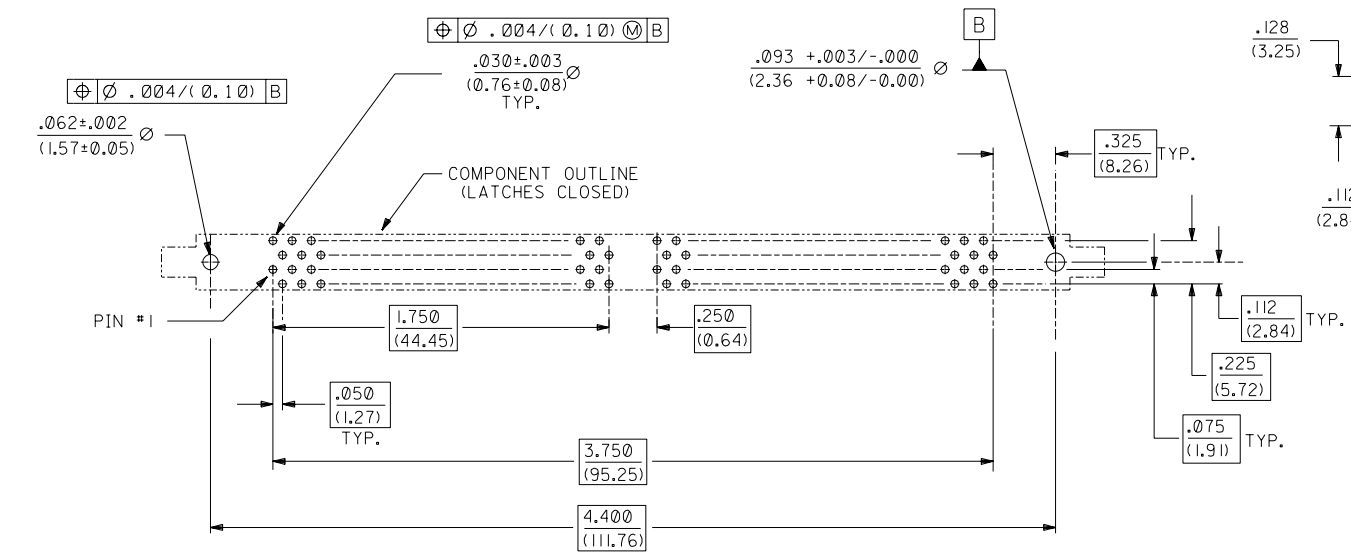 ⌖ Ø .004/(0.10) Ⓜ B
.030±.003 Ø
(0.76±0.08)
TYP.
B
.093 +.003/-.000 Ø
(2.36 +0.08/-0.00)
.128
(3.25)
⌖ Ø .004/(0.10) B
.062±.002 Ø
(1.57±0.05)
.325 TYP.
(8.26)
COMPONENT OUTLINE
(LATCHES CLOSED)
PIN #1
1.750
(44.45)
.250
(0.64)
.112 TYP.
(2.84)
.225
(5.72)
.050
(1.27)
TYP.
.075 TYP.
(1.91)
3.750
(95.25)
4.400
(111.76)